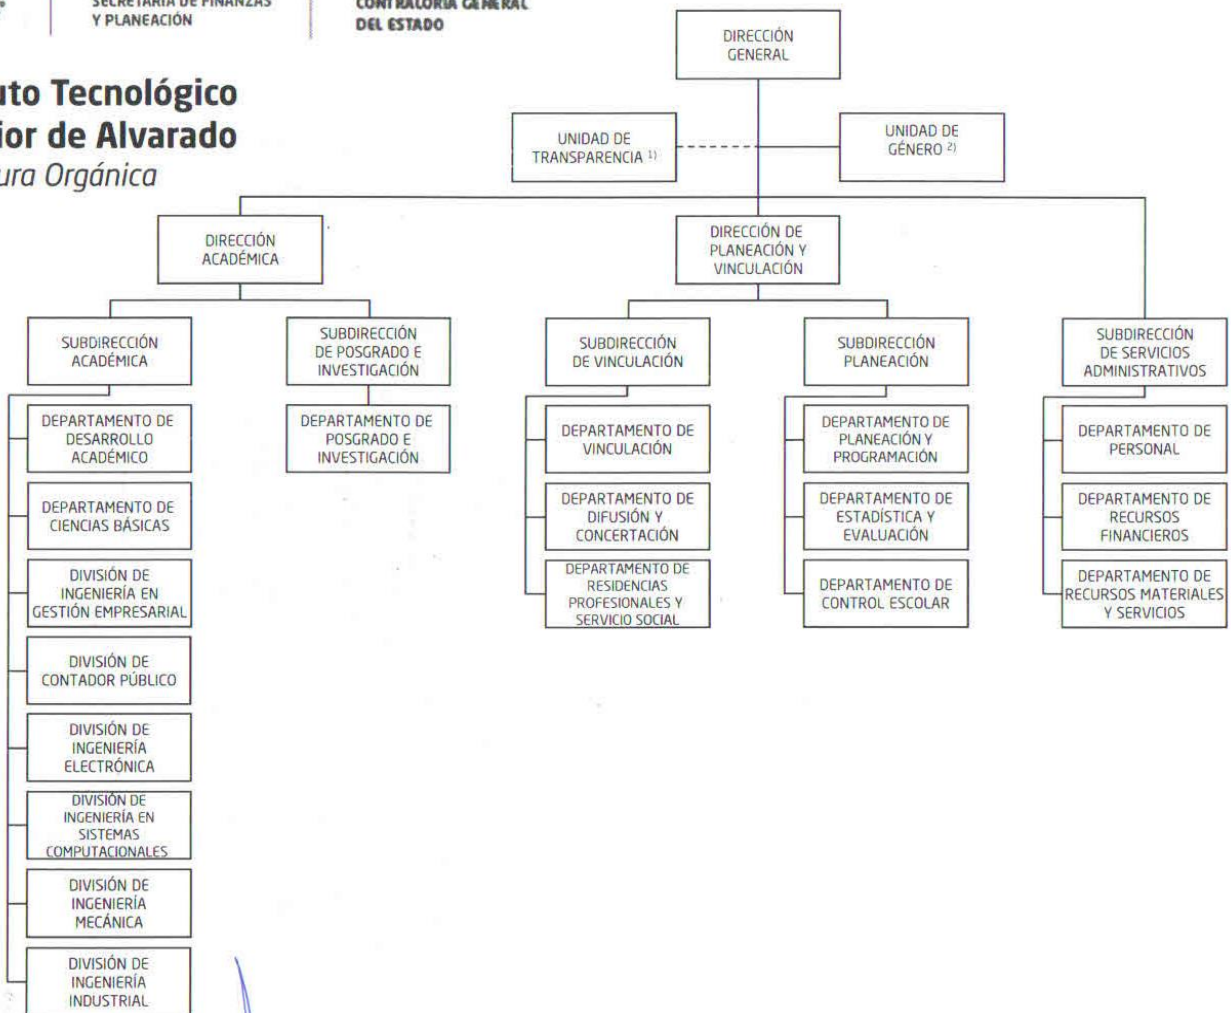 SECRETARÍA DE FINANZAS
Y PLANEACIÓN
CONTRALORÍA GENERAL
DEL ESTADO
uto Tecnológico
ior de Alvarado
ura Orgánica
DIRECCIÓN
GENERAL
UNIDAD DE
TRANSPARENCIA 1)
UNIDAD DE
GÉNERO 2)
DIRECCIÓN
ACADÉMICA
DIRECCIÓN DE
PLANEACIÓN Y
VINCULACIÓN
SUBDIRECCIÓN
ACADÉMICA
SUBDIRECCIÓN
DE POSGRADO E
INVESTIGACIÓN
SUBDIRECCIÓN
DE VINCULACIÓN
SUBDIRECCIÓN
PLANEACIÓN
SUBDIRECCIÓN
DE SERVICIOS
ADMINISTRATIVOS
DEPARTAMENTO DE
DESARROLLO
ACADÉMICO
DEPARTAMENTO DE
POSGRADO E
INVESTIGACIÓN
DEPARTAMENTO DE
VINCULACIÓN
DEPARTAMENTO DE
PLANEACIÓN Y
PROGRAMACIÓN
DEPARTAMENTO DE
PERSONAL
DEPARTAMENTO DE
CIENCIAS BÁSICAS
DEPARTAMENTO DE
DIFUSIÓN Y
CONCERTACIÓN
DEPARTAMENTO DE
ESTADÍSTICA Y
EVALUACIÓN
DEPARTAMENTO DE
RECURSOS
FINANCIEROS
DIVISIÓN DE
INGENIERÍA EN
GESTIÓN EMPRESARIAL
DEPARTAMENTO DE
RESIDENCIAS
PROFESIONALES Y
SERVICIO SOCIAL
DEPARTAMENTO DE
CONTROL ESCOLAR
DEPARTAMENTO DE
RECURSOS MATERIALES
Y SERVICIOS
DIVISIÓN DE
CONTADOR PÚBLICO
DIVISIÓN DE
INGENIERÍA
ELECTRÓNICA
DIVISIÓN DE
INGENIERÍA EN
SISTEMAS
COMPUTACIONALES
DIVISIÓN DE
INGENIERÍA
MECÁNICA
DIVISIÓN DE
INGENIERÍA
INDUSTRIAL